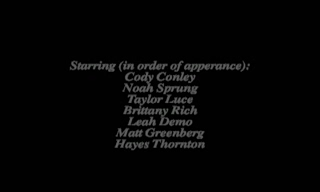 Starring (in order of apperance):
Cody Conley
Noah Sprung
Taylor Luce
Brittany Rich
Leah Demo
Matt Greenberg
Hayes Thornton